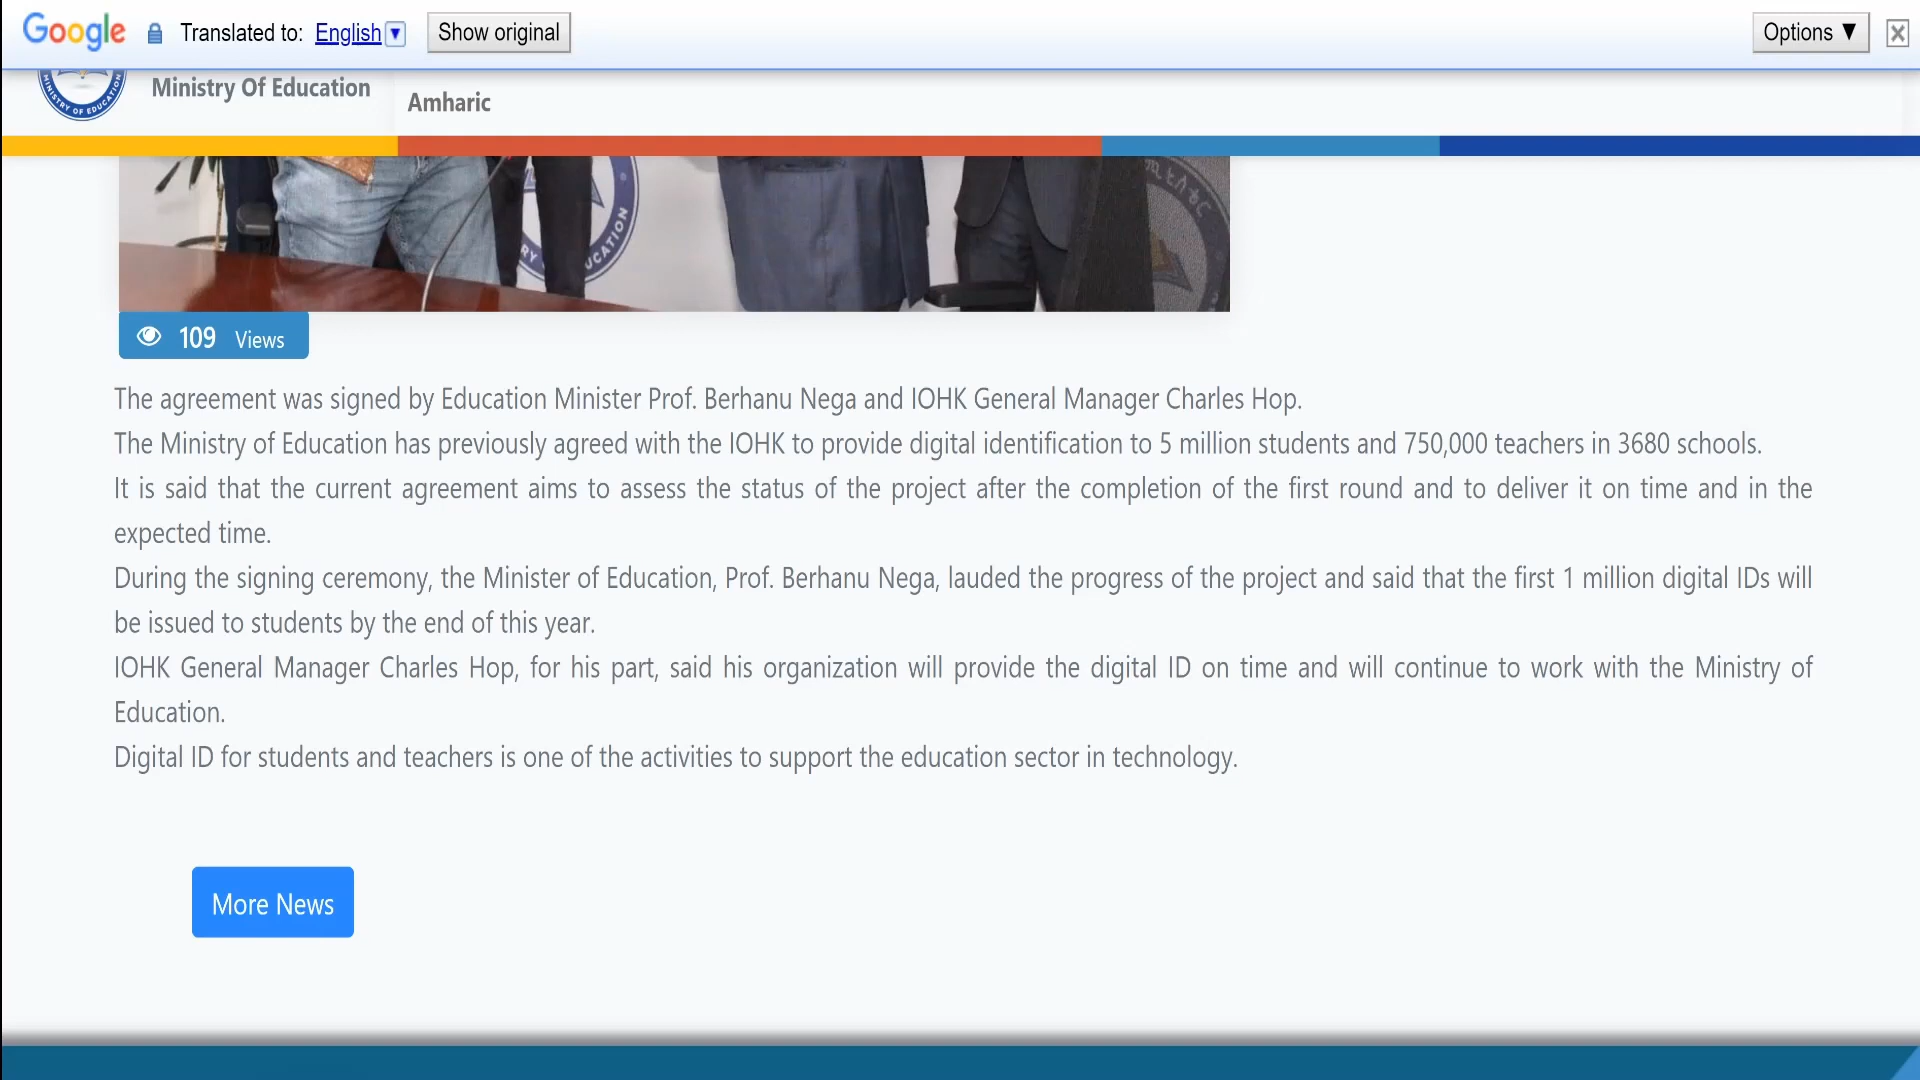 Google Translated to: English ▼ Show original Options ▼
MINISTRY OF EDUCATION
Ministry Of Education
Amharic
109 Views
The agreement was signed by Education Minister Prof. Berhanu Nega and IOHK General Manager Charles Hop.
The Ministry of Education has previously agreed with the IOHK to provide digital identification to 5 million students and 750,000 teachers in 3680 schools.
It is said that the current agreement aims to assess the status of the project after the completion of the first round and to deliver it on time and in the
expected time.
During the signing ceremony, the Minister of Education, Prof. Berhanu Nega, lauded the progress of the project and said that the first 1 million digital IDs will
be issued to students by the end of this year.
IOHK General Manager Charles Hop, for his part, said his organization will provide the digital ID on time and will continue to work with the Ministry of
Education.
Digital ID for students and teachers is one of the activities to support the education sector in technology.
More News